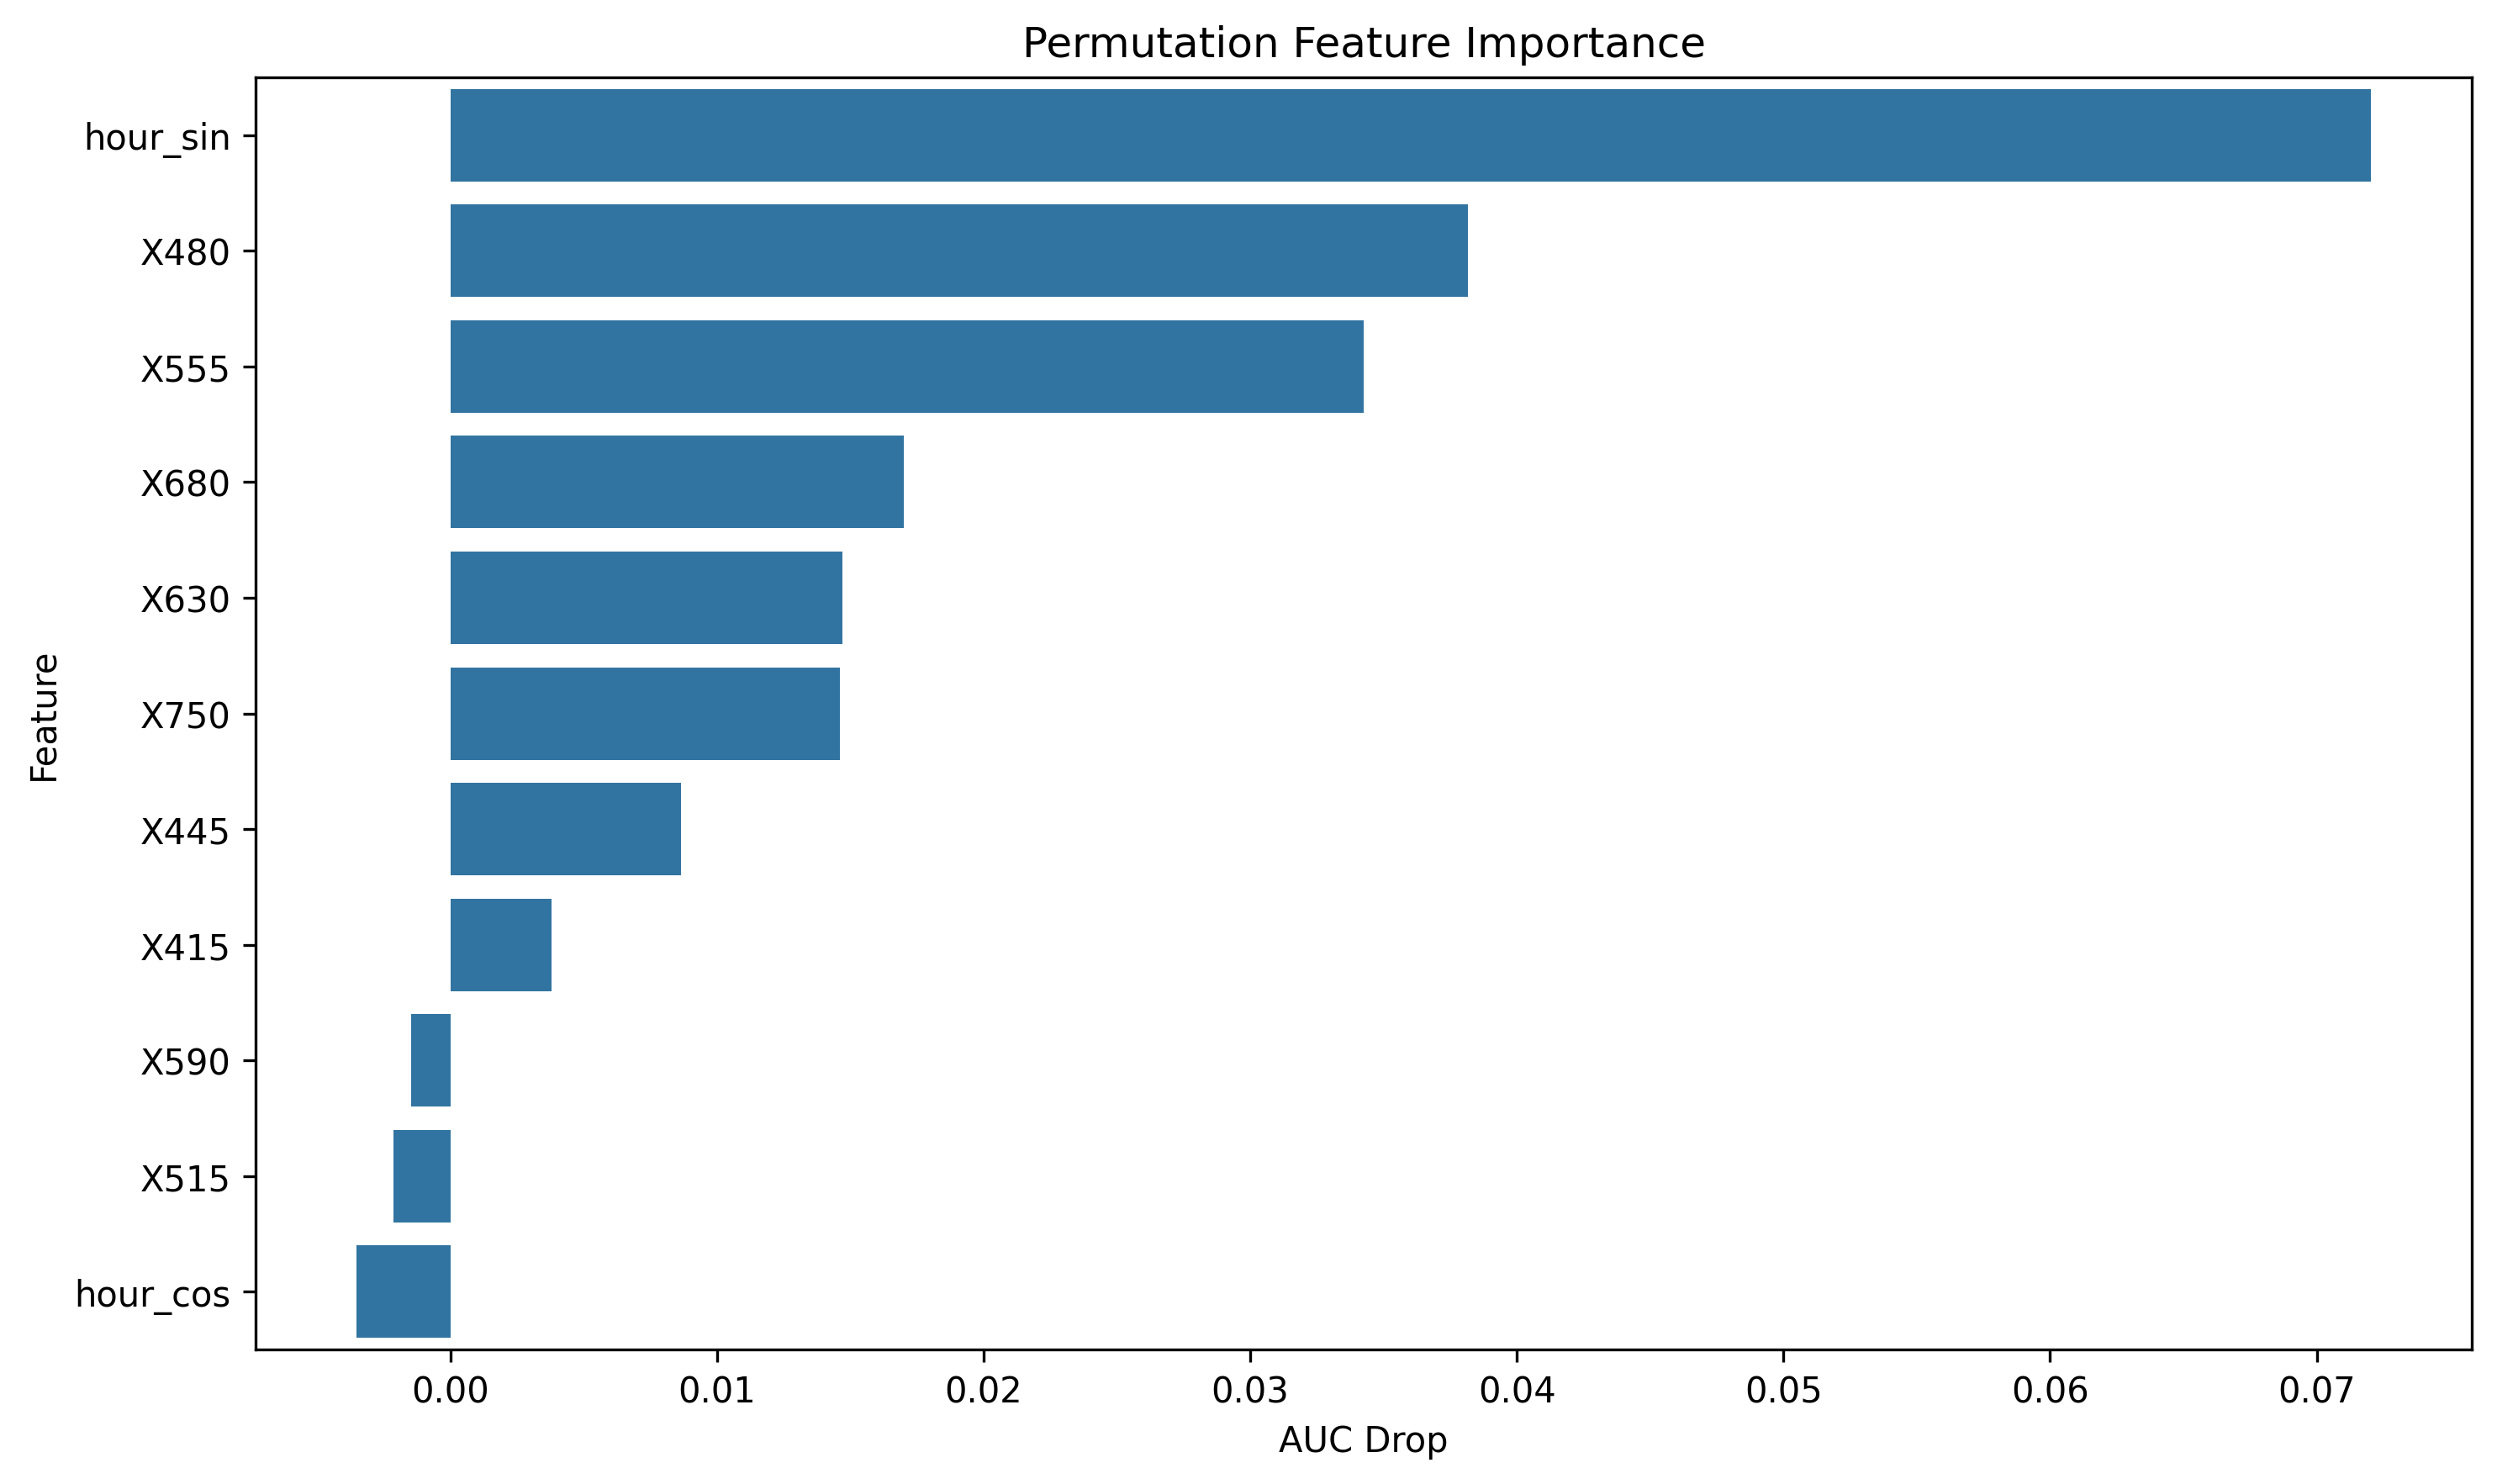 Permutation Feature Importance
hour_sin
X480
X555
X680
X630
X750
X445
X415
X590
X515
hour_cos
Feature
0.00 0.01 0.02 0.03 0.04 0.05 0.06 0.07
AUC Drop